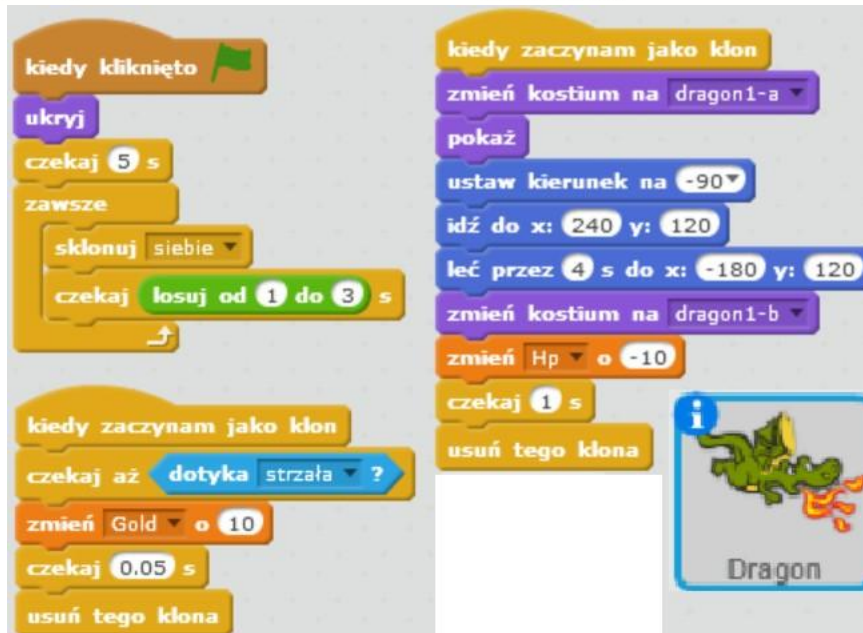 kiedy kliknięto
ukryj
czekaj 5 s
zawsze
sklonuj siebie
czekaj losuj od 1 do 3 s
kiedy zaczynam jako klon
czekaj aż dotyka strzała ?
zmień Gold o 10
czekaj 0.05 s
usuń tego klona
kiedy zaczynam jako klon
zmień kostium na dragon1-a
pokaż
ustaw kierunek na -90
idź do x: 240 y: 120
leć przez 4 s do x: -180 y: 120
zmień kostium na dragon1-b
zmień Hp o -10
czekaj 1 s
usuń tego klona
i
Dragon